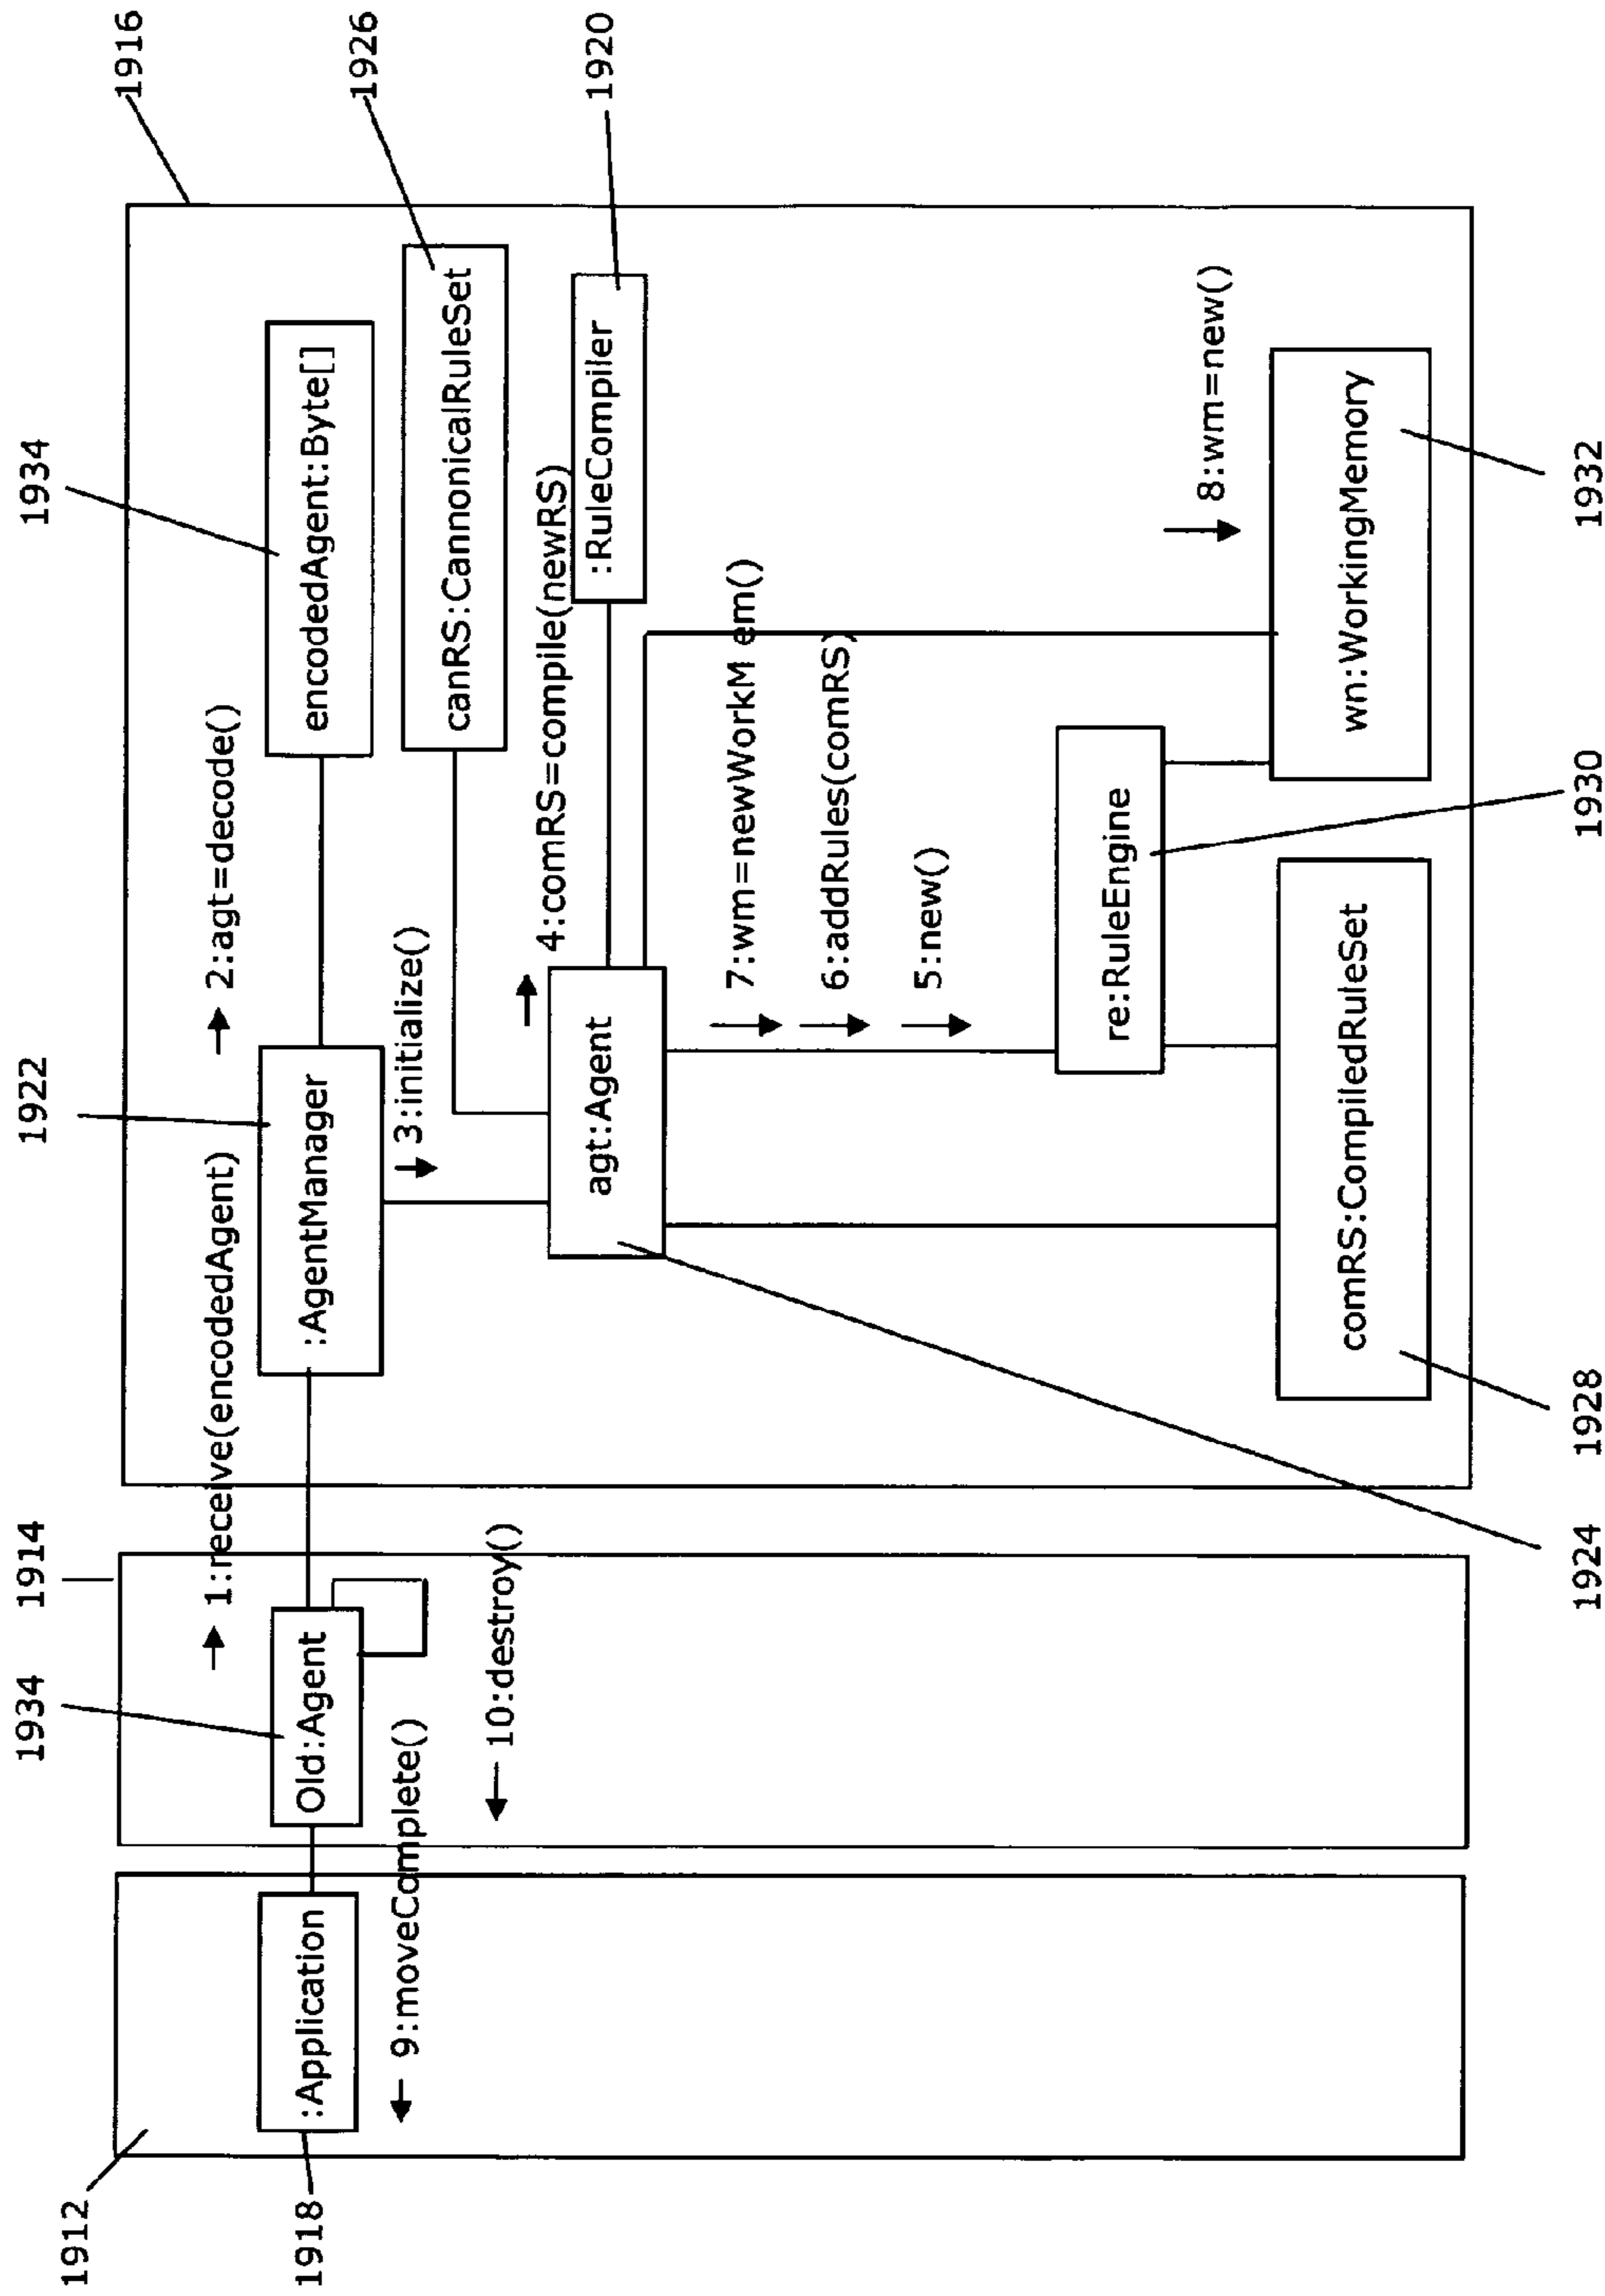 1934
1922
1914
1934
1912
1916
1926
1920
2:agt=decode()
1:receive(encodedAgent)
encodedAgent:Byte[]
:AgentManager
Old:Agent
:Application
1918
3:initialize()
9:moveComplete()
canRS:CannonicalRuleSet
10:destroy()
4:comRS=compile(newRS)
:RuleCompiler
agt:Agent
7:wm=newWorkM em()
6:addRules(comRS)
5:new()
re:RuleEngine
8:wm=new()
wn:WorkingMemory
comRS:CompiledRuleSet
1932
1930
1928
1924